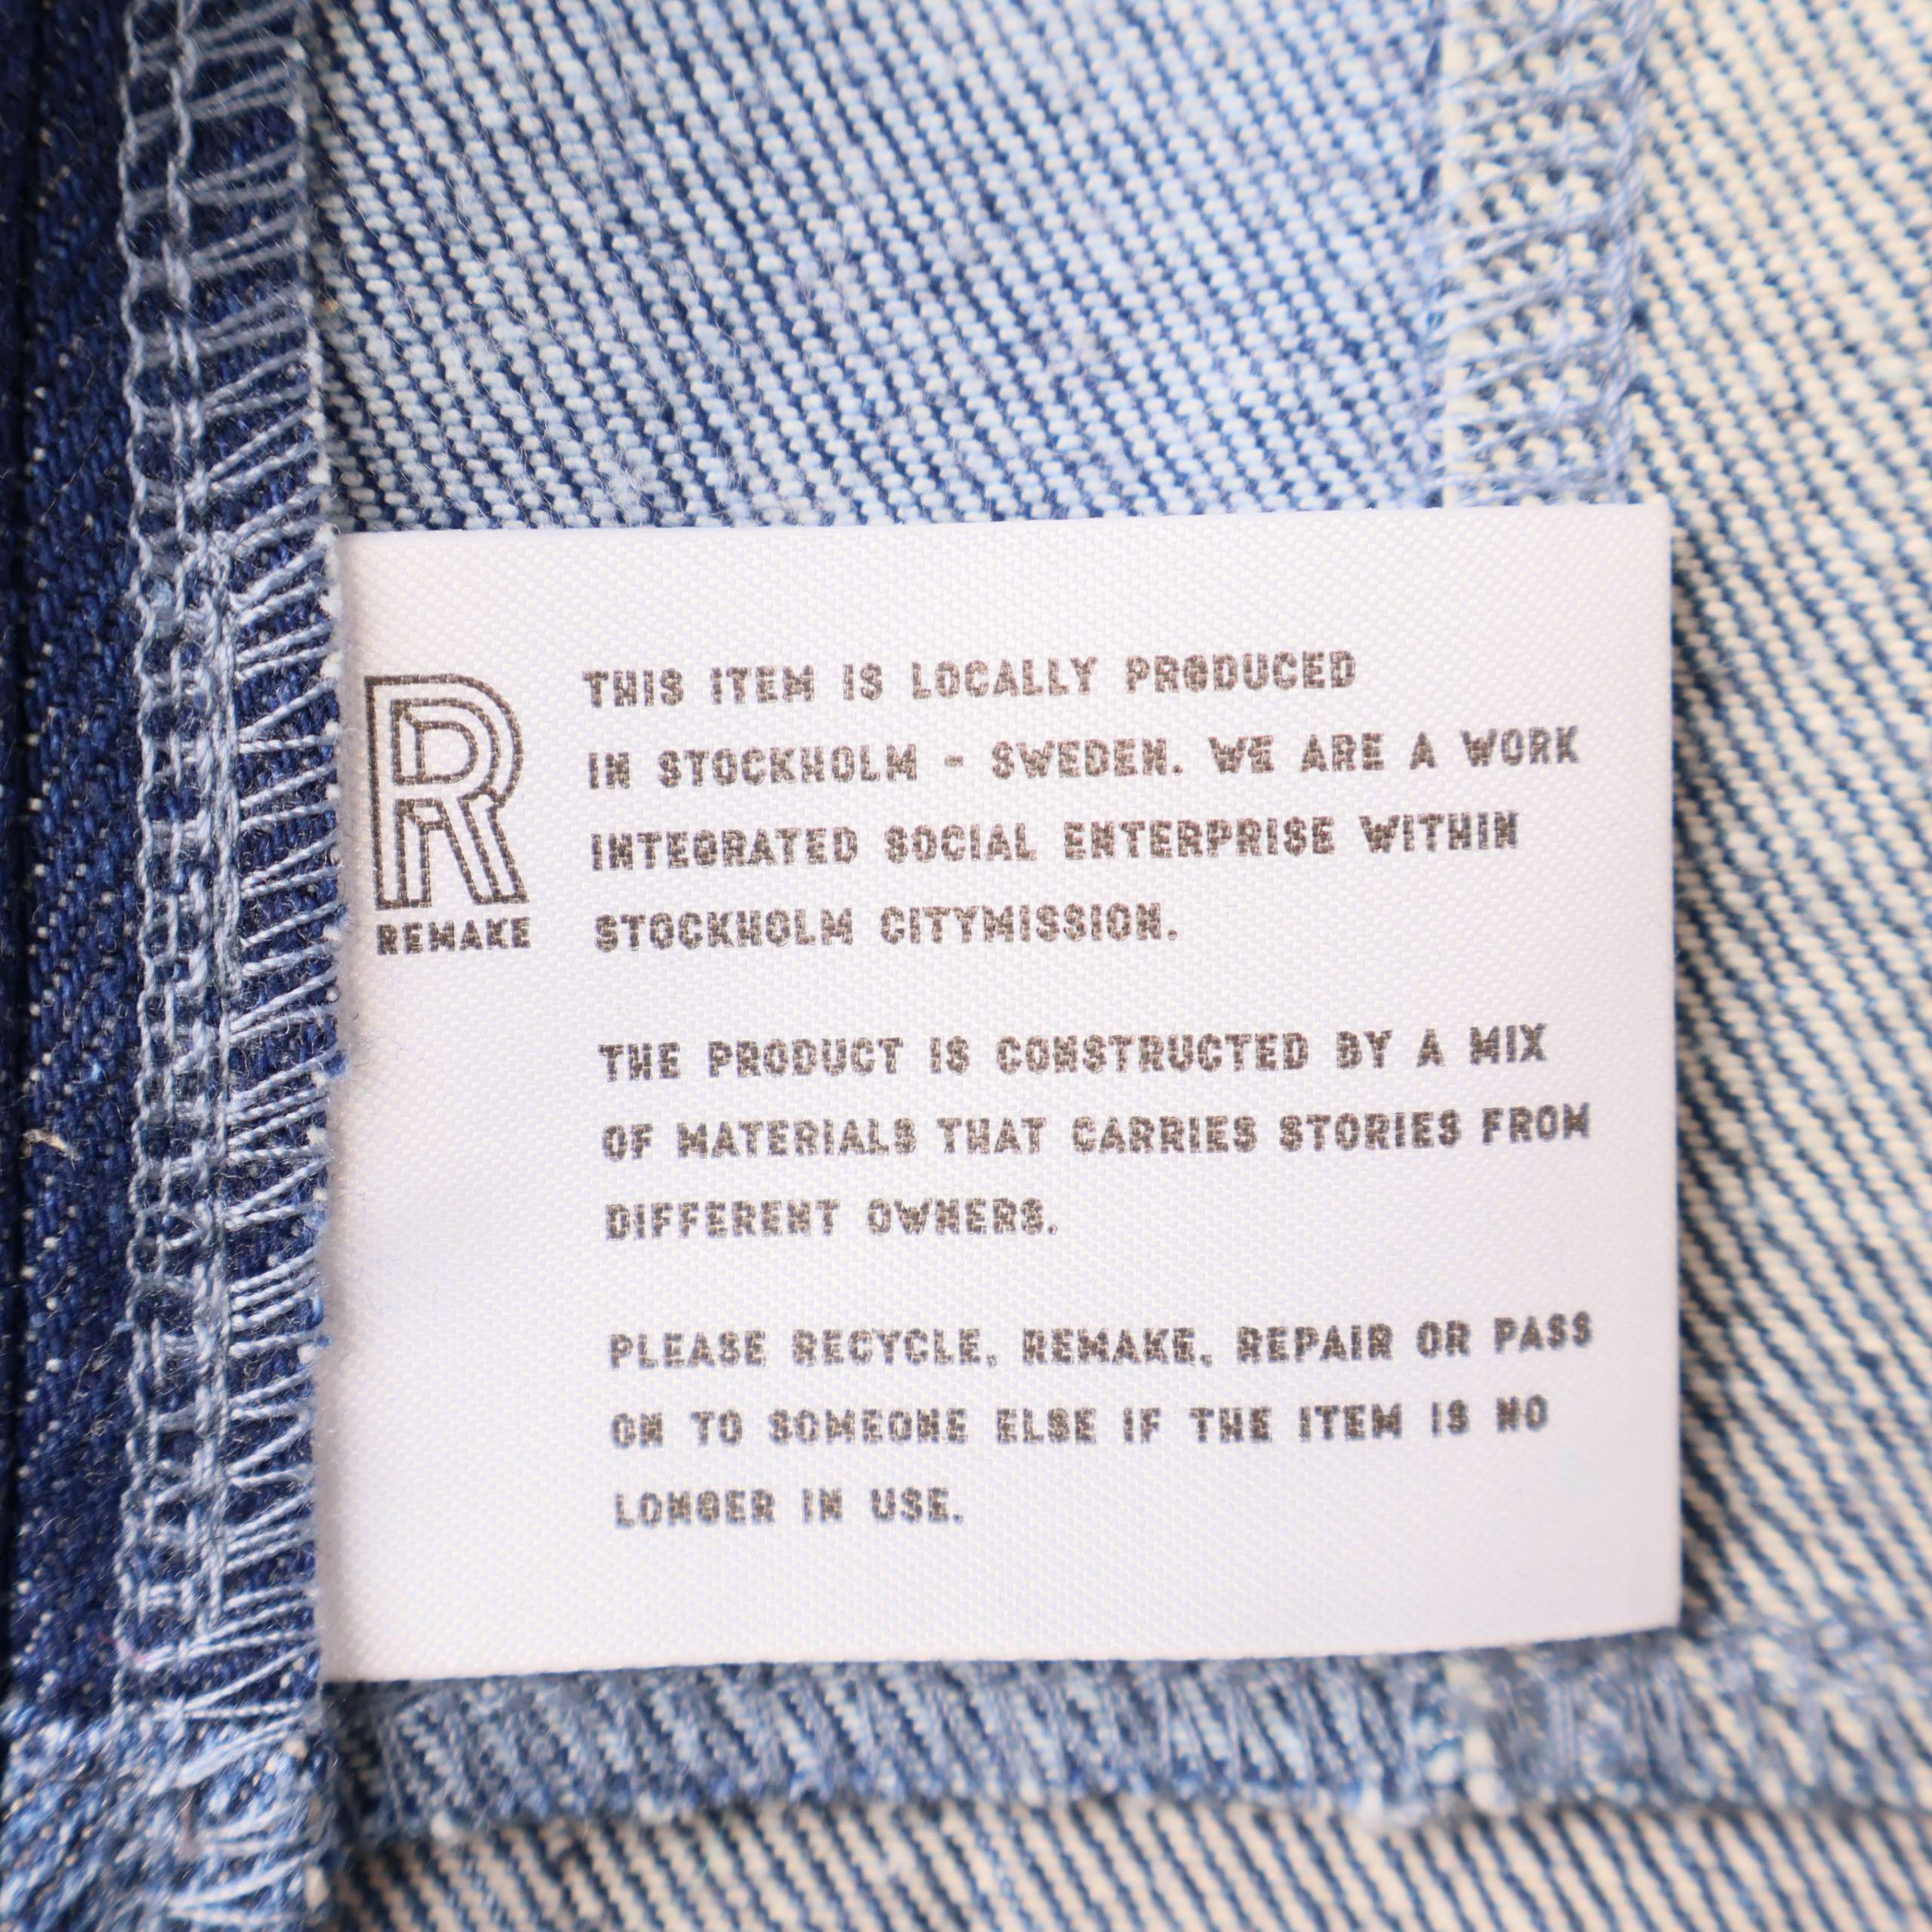 R
REMAKE
THIS ITEM IS LOCALLY PRODUCED
IN STOCKHOLM - SWEDEN. WE ARE A WORK
INTEGRATED SOCIAL ENTERPRISE WITHIN
STOCKHOLM CITYMISSION.
THE PRODUCT IS CONSTRUCTED BY A MIX
OF MATERIALS THAT CARRIES STORIES FROM
DIFFERENT OWNERS.
PLEASE RECYCLE, REMAKE, REPAIR OR PASS
ON TO SOMEONE ELSE IF THE ITEM IS NO
LONGER IN USE.